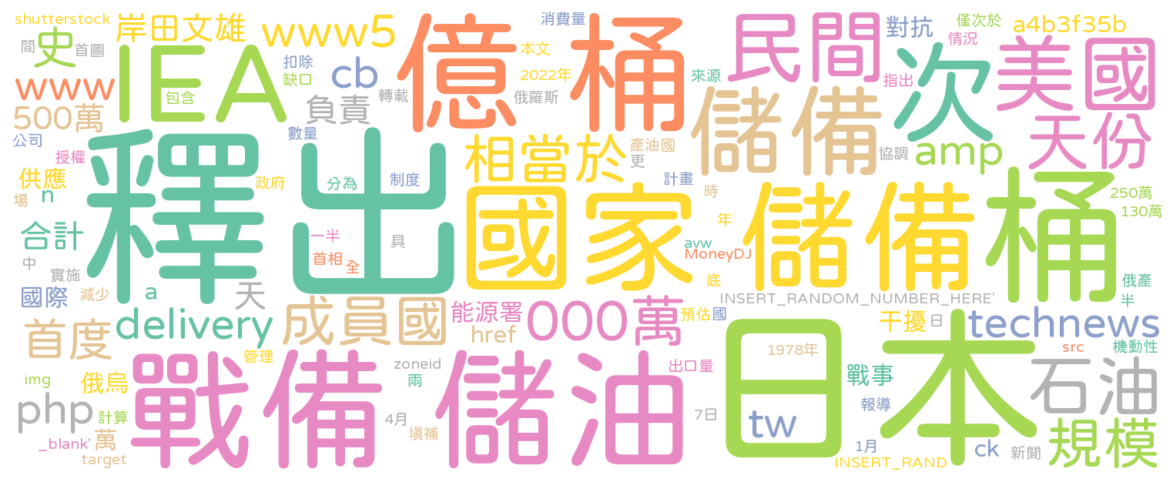 shutterstock
岸田文雄
www5
消費量
僅次於
a4b3f35b
間
史
首圖
IEA
億桶
本文
民間
對抗
情況
美國
扣除
cb
缺口
2022年
來源
指出
次
www
包含
轉載
俄羅斯
儲備
500萬
負責
天份
公司
數量
相當於
產油國
更
協調
amp
授權
釋出
供應
n
政府
分為
制度
國家
計畫
時
儲備
桶
250萬
130萬
場
合計
一半
具
年
avw
首相
全
MoneyDJ
中
實施
底
俄產
國際
減少
a
天
INSERT_RANDOM_NUMBER_HERE'
半
首度
delivery
成員國
能源署
href
000萬
預估
國
干擾
日
technews
機動性
管理
戰備儲油
日本
1978年
src
img
俄烏
zoneid
兩
出口量
戰事
石油
php
計算
4月
7日
tw
報導
_blank'
萬
填補
1月
ck
新聞
規模
target
INSERT_RAND